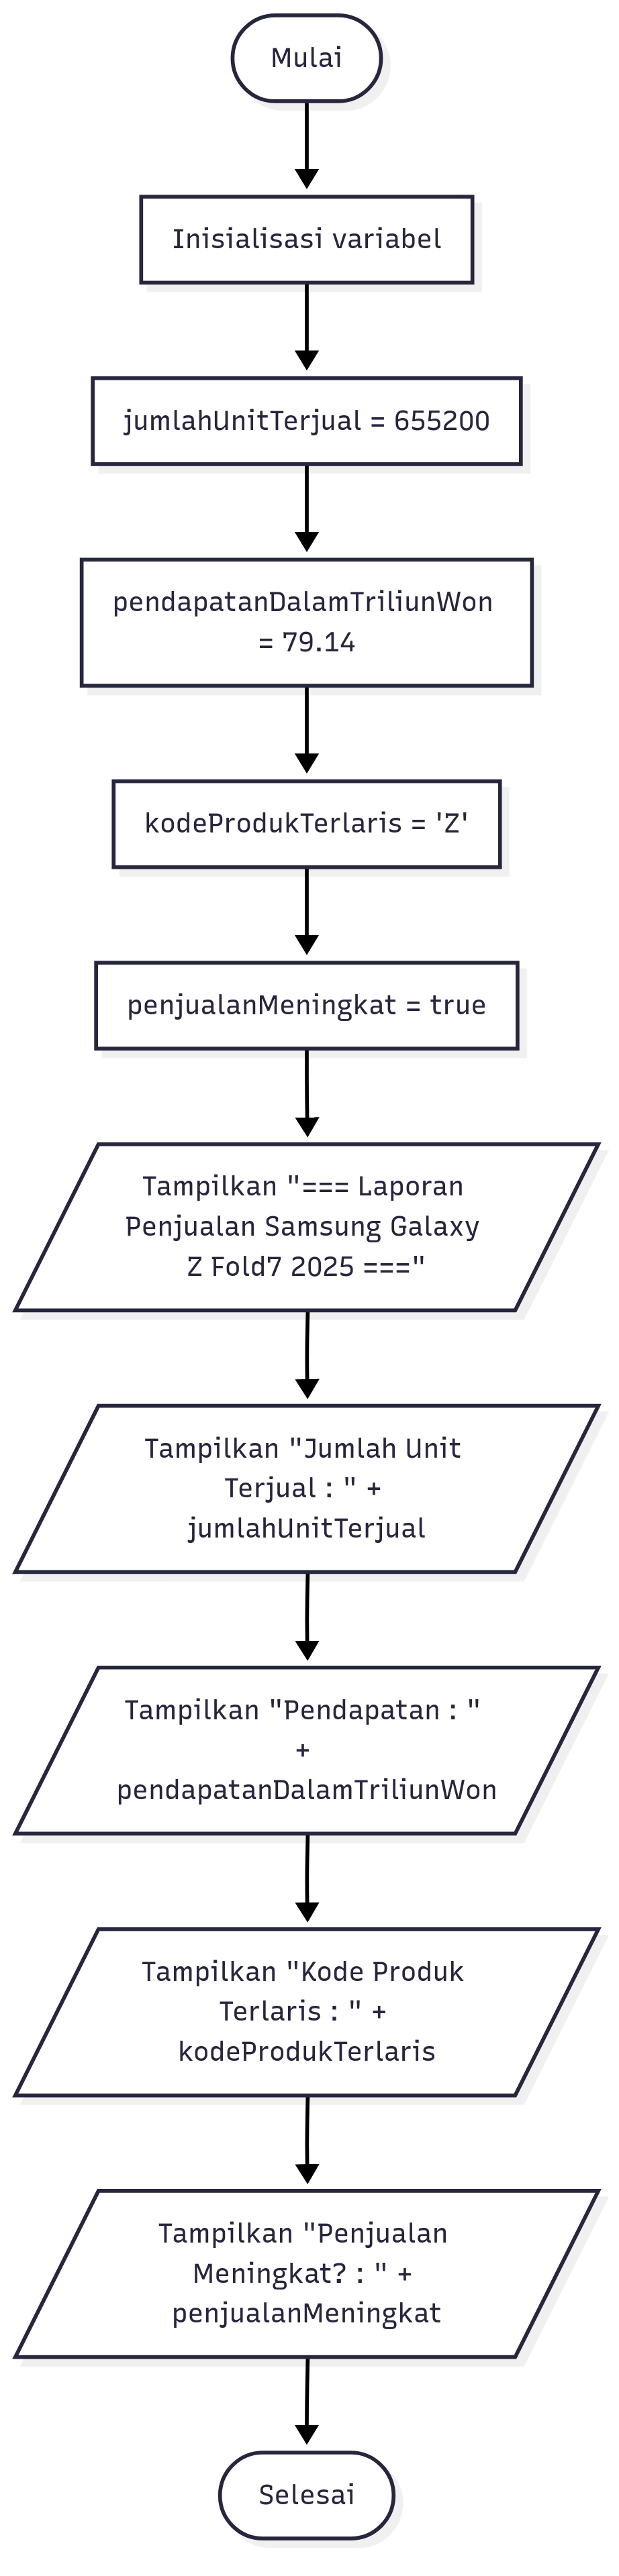 Mulai
Inisialisasi variabel
jumlahUnitTerjual = 655200
pendapatanDalamTriliunWon
= 79.14
kodeProdukTerlaris = 'Z'
penjualanMeningkat = true
Tampilkan "=== Laporan
Penjualan Samsung Galaxy
Z Fold7 2025 ==="
Tampilkan "Jumlah Unit
Terjual : " +
jumlahUnitTerjual
Tampilkan "Pendapatan : "
+
pendapatanDalamTriliunWon
Tampilkan "Kode Produk
Terlaris : " +
kodeProdukTerlaris
Tampilkan "Penjualan
Meningkat? : " +
penjualanMeningkat
Selesai